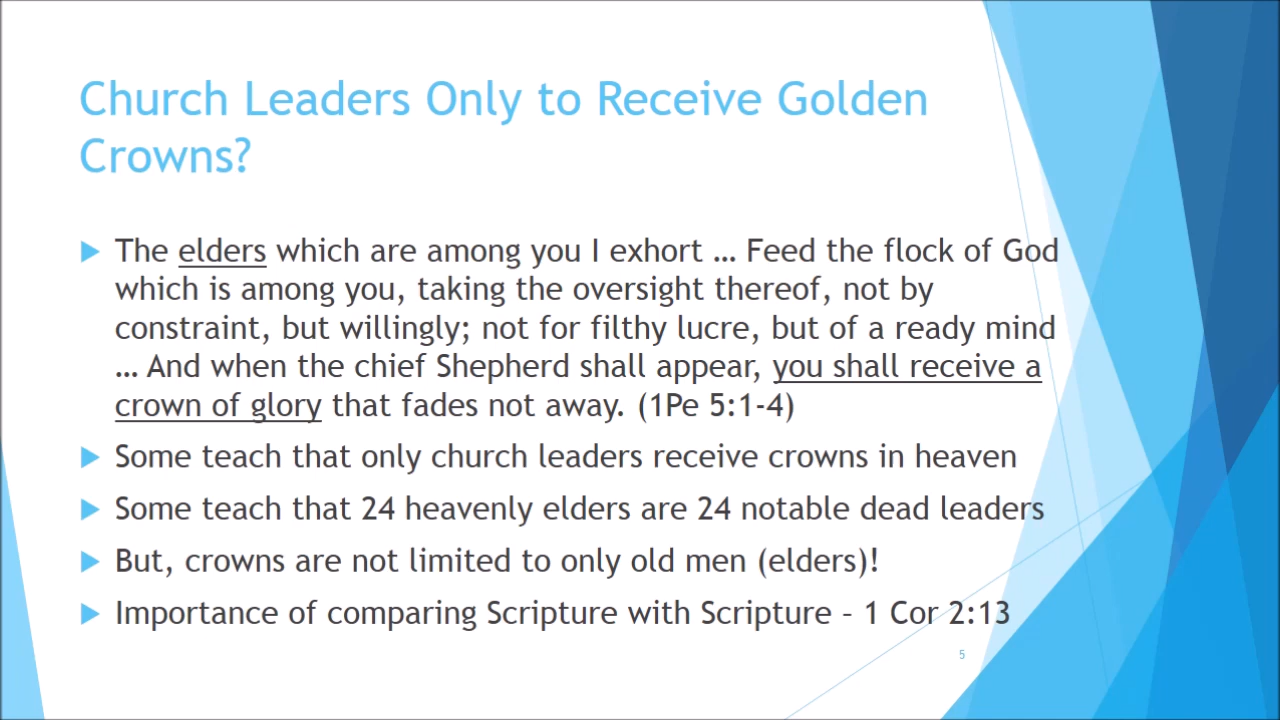 Church Leaders Only to Receive Golden
Crowns?
The elders which are among you I exhort … Feed the flock of God
which is among you, taking the oversight thereof, not by
constraint, but willingly; not for filthy lucre, but of a ready mind
… And when the chief Shepherd shall appear, you shall receive a
crown of glory that fades not away. (1Pe 5:1-4)
Some teach that only church leaders receive crowns in heaven
Some teach that 24 heavenly elders are 24 notable dead leaders
But, crowns are not limited to only old men (elders)!
Importance of comparing Scripture with Scripture – 1 Cor 2:13
5